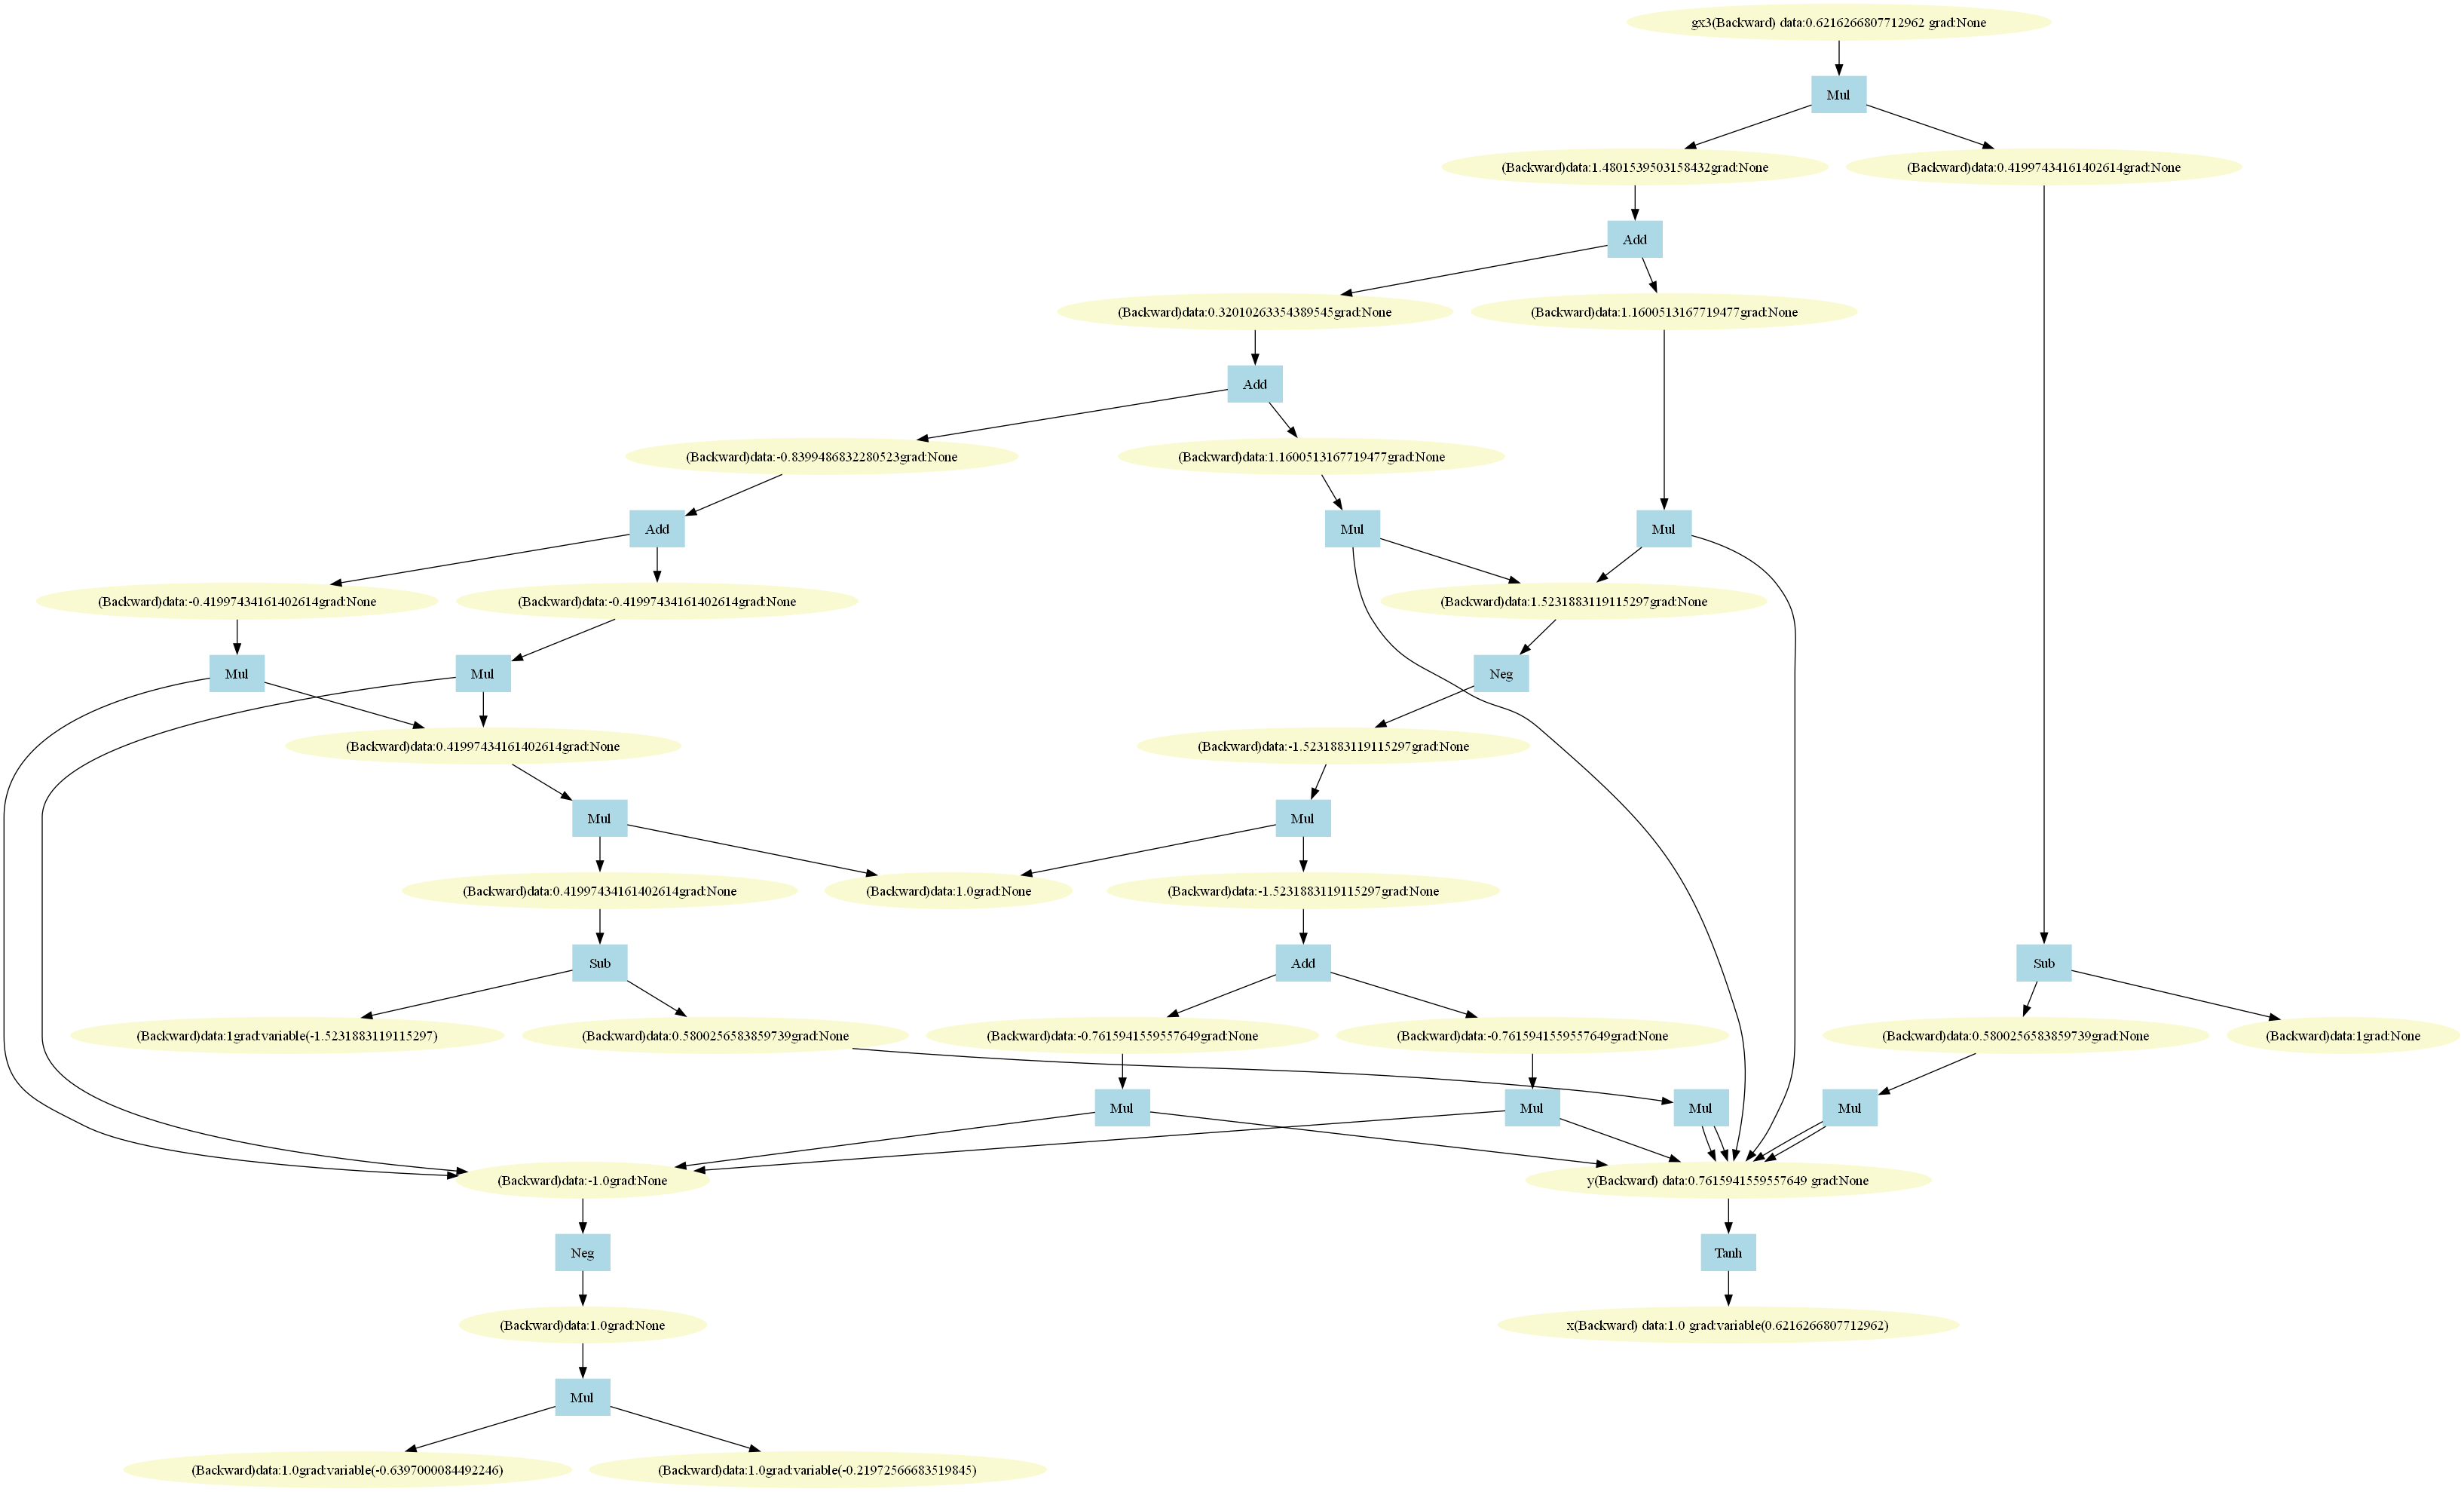 gx3(Backward) data:0.6216266807712962 grad:None
Mul
(Backward)data:1.4801539503158432grad:None
(Backward)data:0.41997434161402614grad:None
Add
(Backward)data:0.32010263354389545grad:None
(Backward)data:1.1600513167719477grad:None
Add
(Backward)data:-0.8399486832280523grad:None
(Backward)data:1.1600513167719477grad:None
Add
Mul
Mul
(Backward)data:-0.41997434161402614grad:None
(Backward)data:-0.41997434161402614grad:None
(Backward)data:1.5231883119115297grad:None
Mul
Mul
Neg
(Backward)data:0.41997434161402614grad:None
(Backward)data:-1.5231883119115297grad:None
Mul
Mul
(Backward)data:0.41997434161402614grad:None
(Backward)data:1.0grad:None
(Backward)data:-1.5231883119115297grad:None
Sub
Add
Sub
(Backward)data:1grad:variable(-1.5231883119115297)
(Backward)data:0.5800256583859739grad:None
(Backward)data:-0.7615941559557649grad:None
(Backward)data:-0.7615941559557649grad:None
(Backward)data:0.5800256583859739grad:None
(Backward)data:1grad:None
Mul
Mul
Mul
Mul
(Backward)data:-1.0grad:None
y(Backward) data:0.7615941559557649 grad:None
Neg
Tanh
(Backward)data:1.0grad:None
x(Backward) data:1.0 grad:variable(0.6216266807712962)
Mul
(Backward)data:1.0grad:variable(-0.6397000084492246)
(Backward)data:1.0grad:variable(-0.21972566683519845)